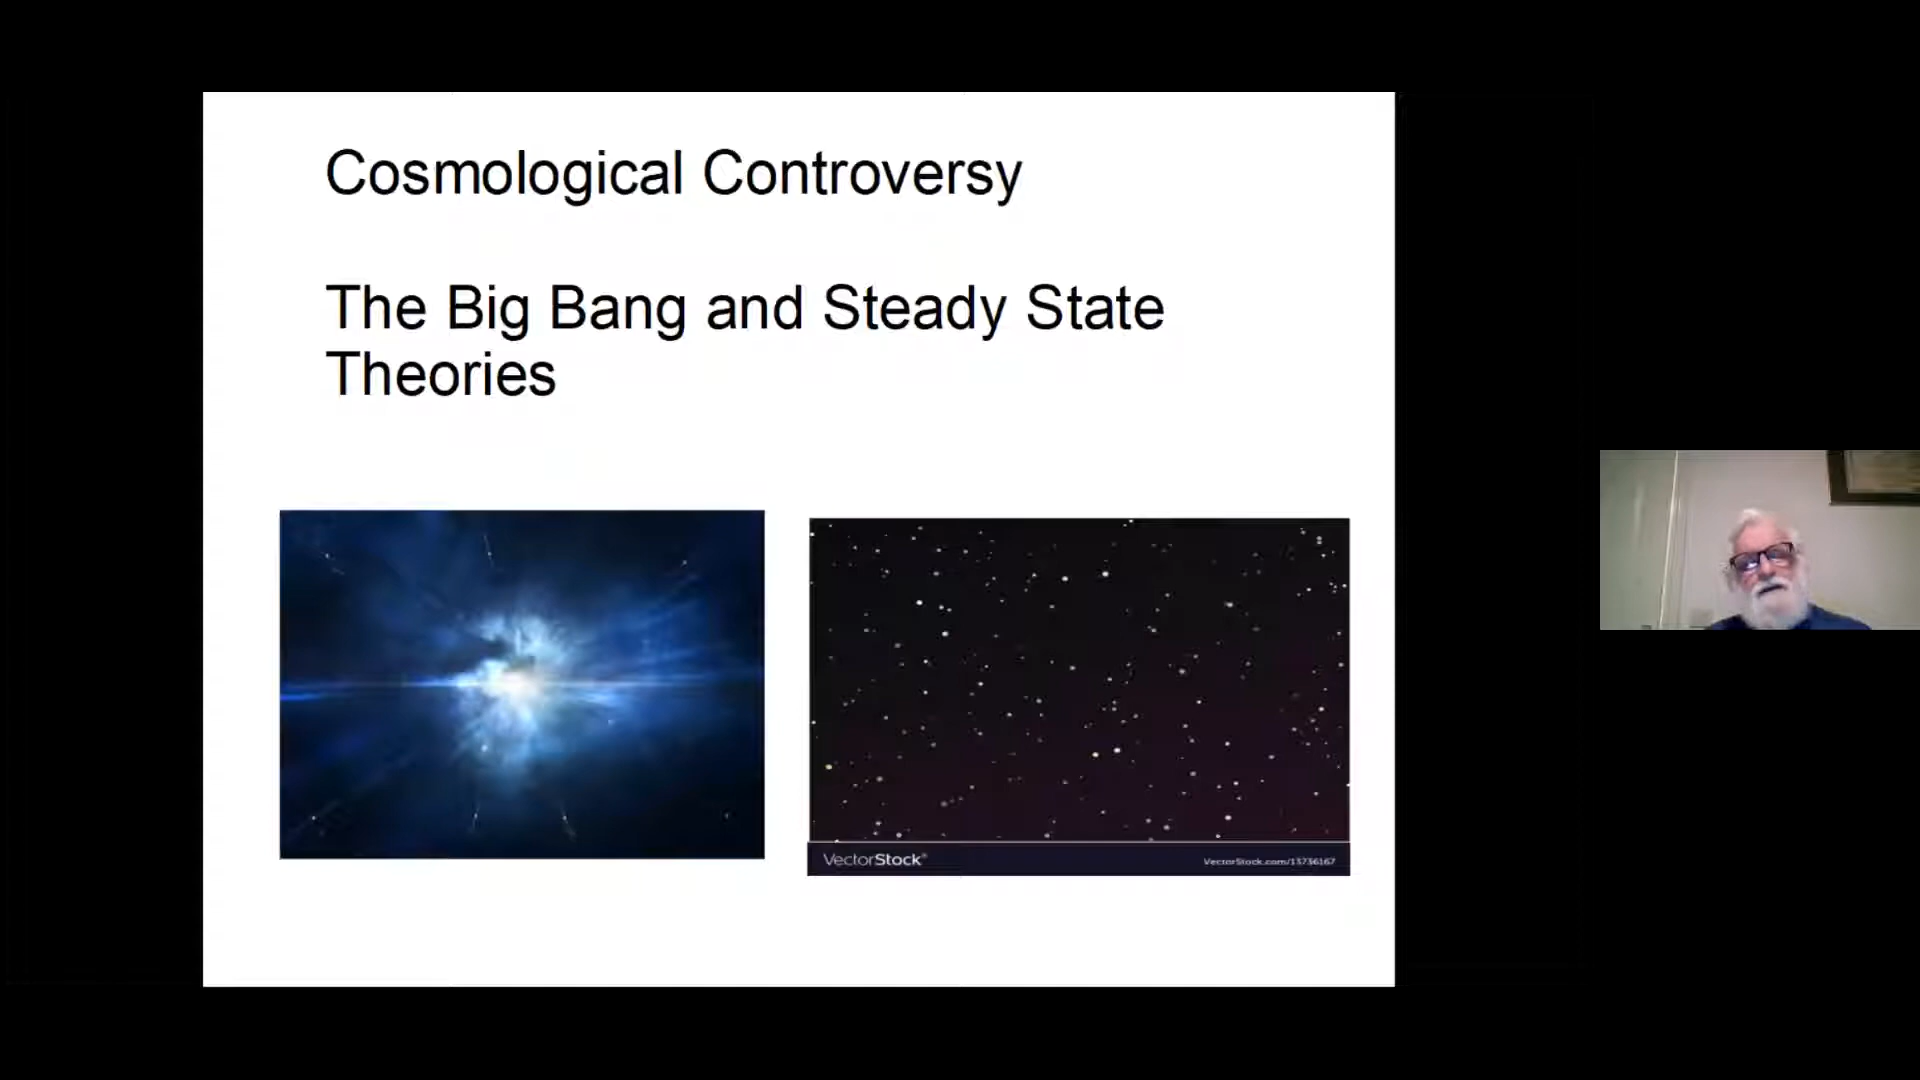 Cosmological Controversy
The Big Bang and Steady State
Theories
VectorStock®
VectorStock.com/13736167